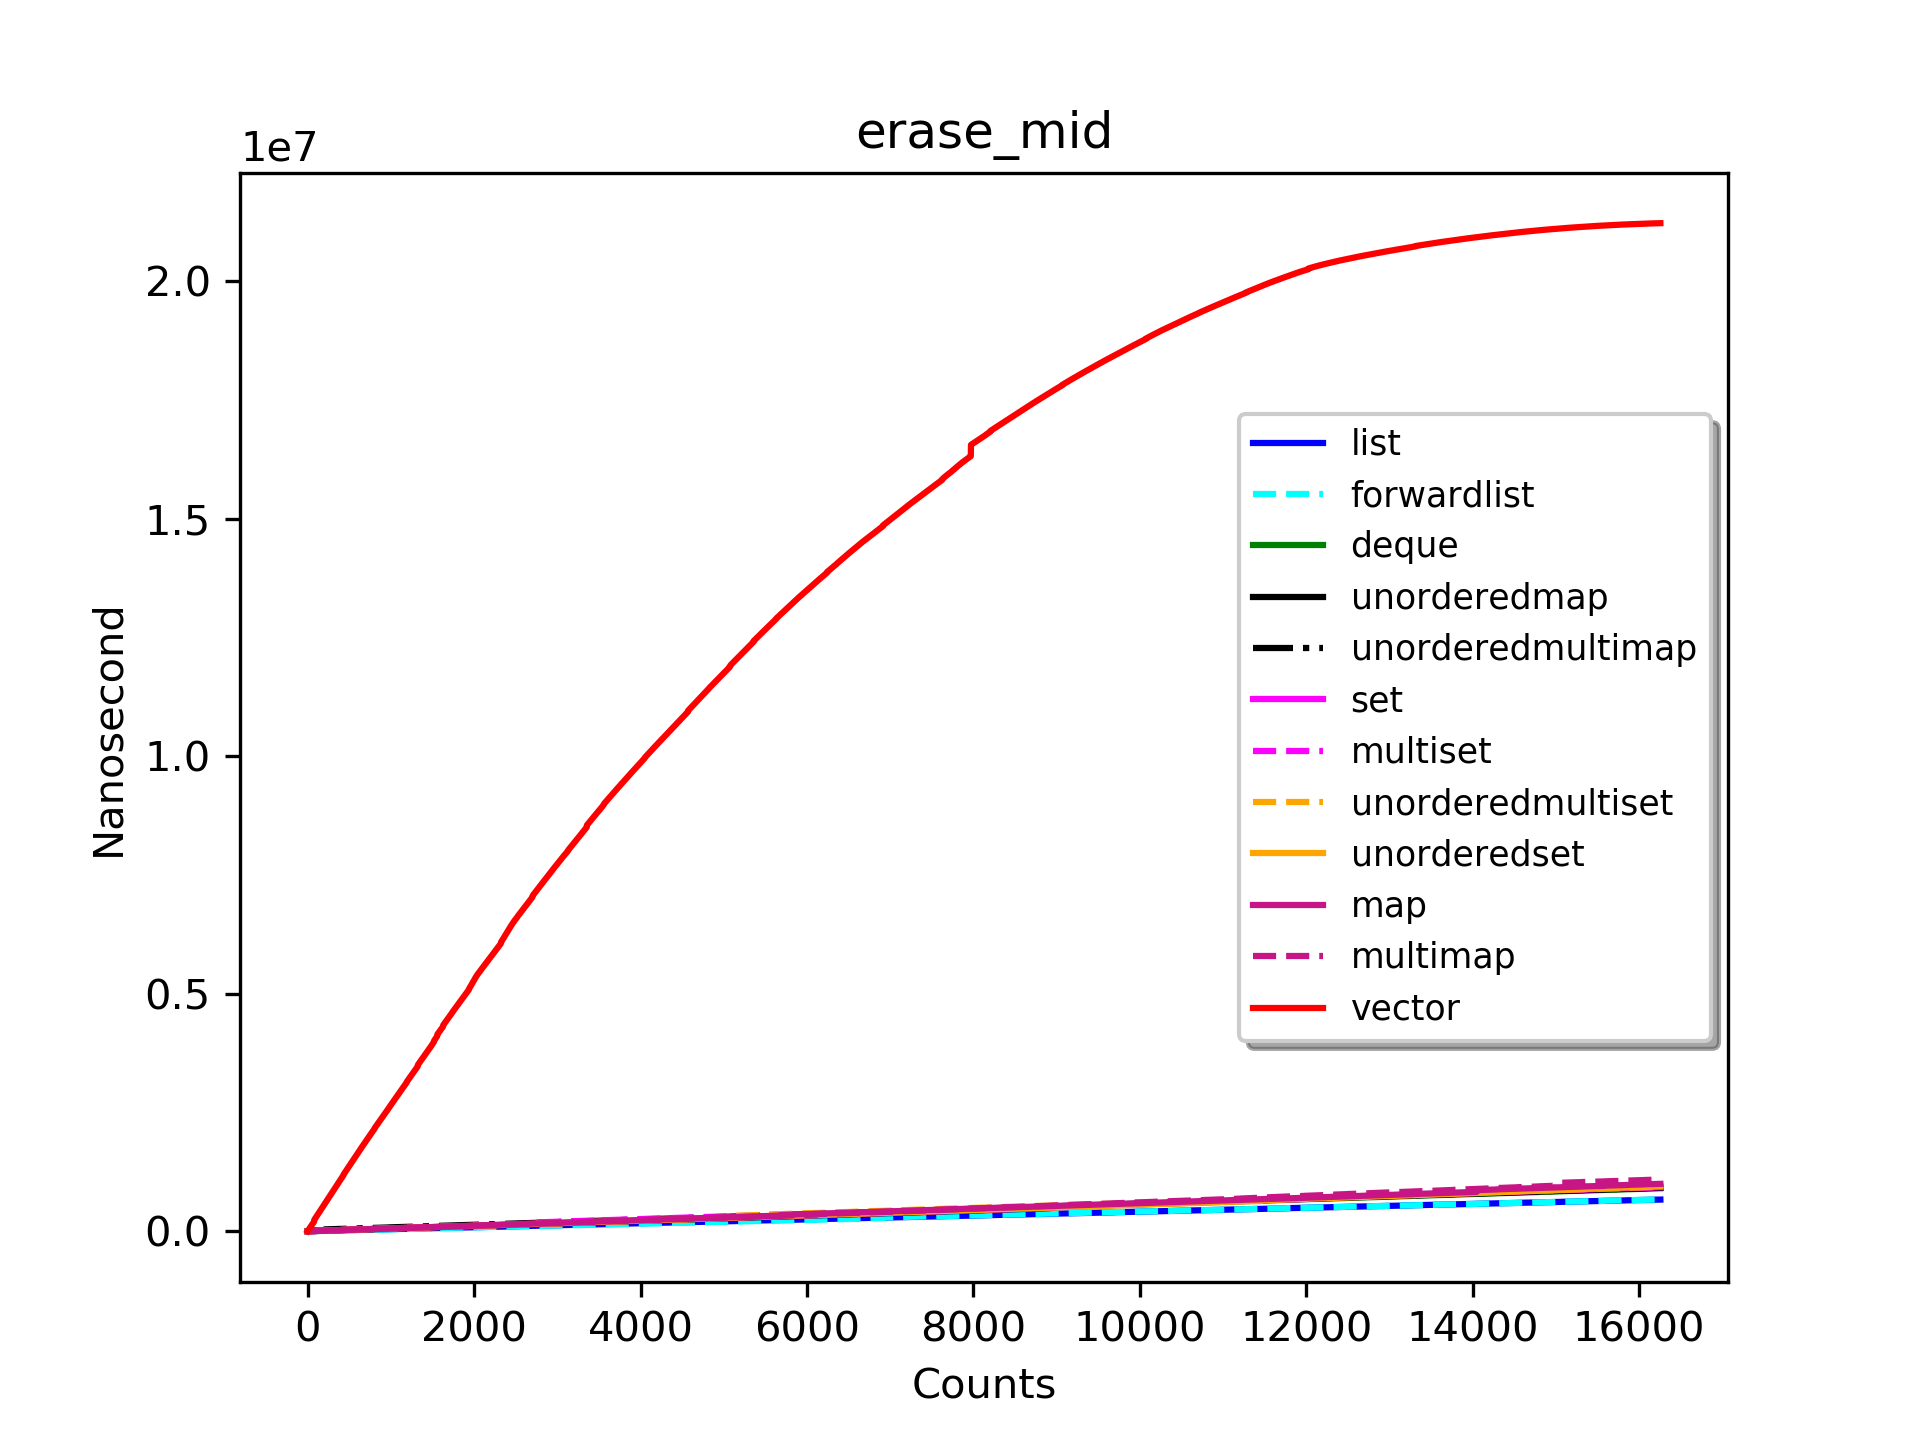 erase_mid
1e7
2.0
1.5
1.0
0.5
0.0
Nanosecond
list
forwardlist
deque
unorderedmap
unorderedmultimap
set
multiset
unorderedmultiset
unorderedset
map
multimap
vector
0 2000 4000 6000 8000 10000 12000 14000 16000
Counts